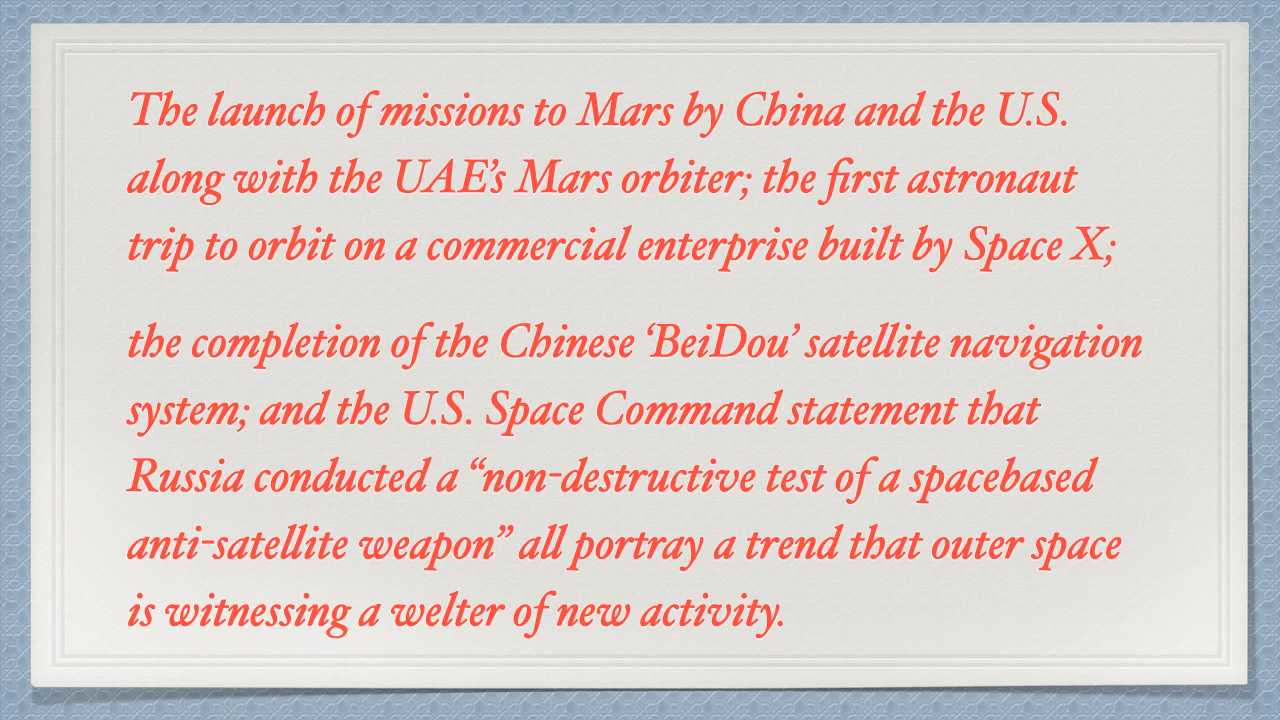 The launch of missions to Mars by China and the U.S.
along with the UAE’s Mars orbiter; the first astronaut
trip to orbit on a commercial enterprise built by Space X;
the completion of the Chinese ‘BeiDou’ satellite navigation
system; and the U.S. Space Command statement that
Russia conducted a “non-destructive test of a spacebased
anti-satellite weapon” all portray a trend that outer space
is witnessing a welter of new activity.